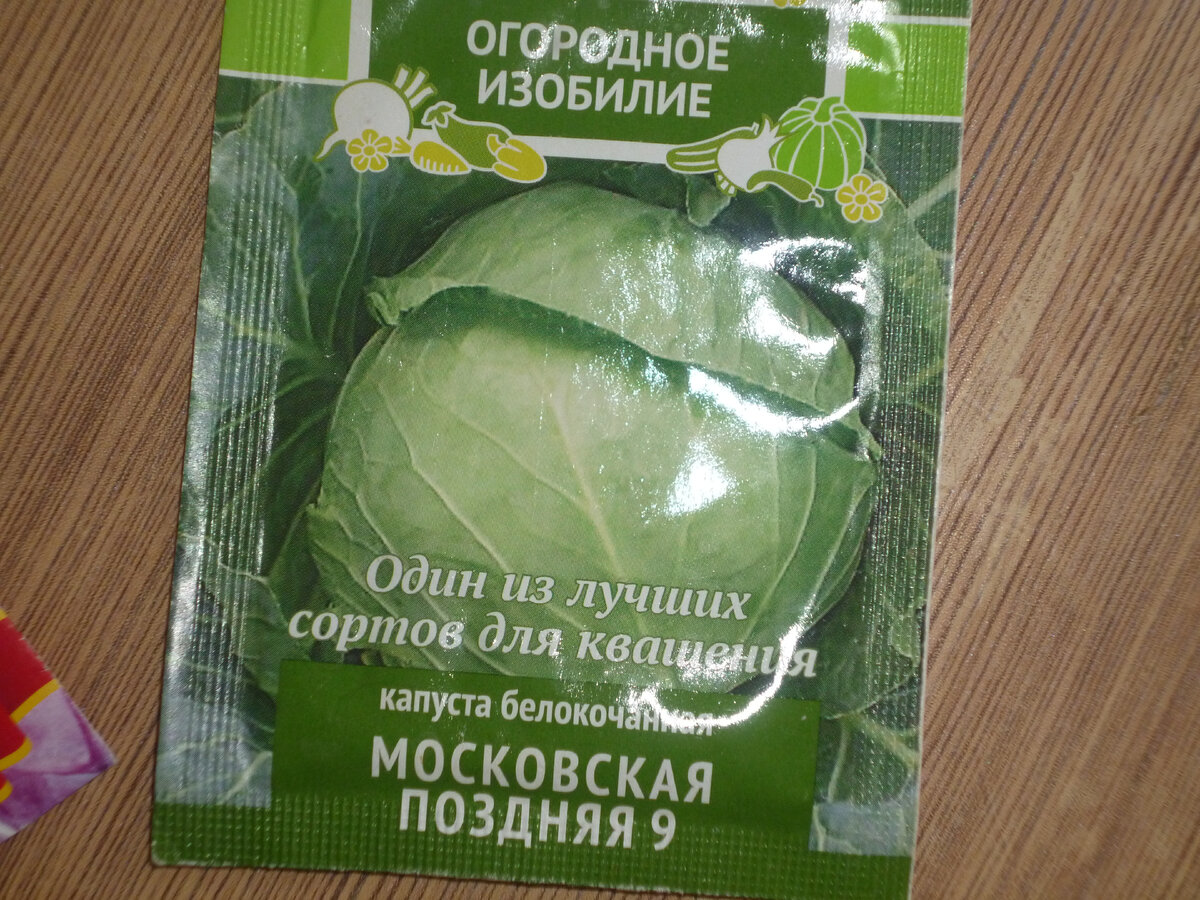 ОГОРОДНОЕ
ИЗОБИЛИЕ
Один из лучших
сортов для квашения
капуста белокочанная
МОСКОВСКАЯ
ПОЗДНЯЯ 9